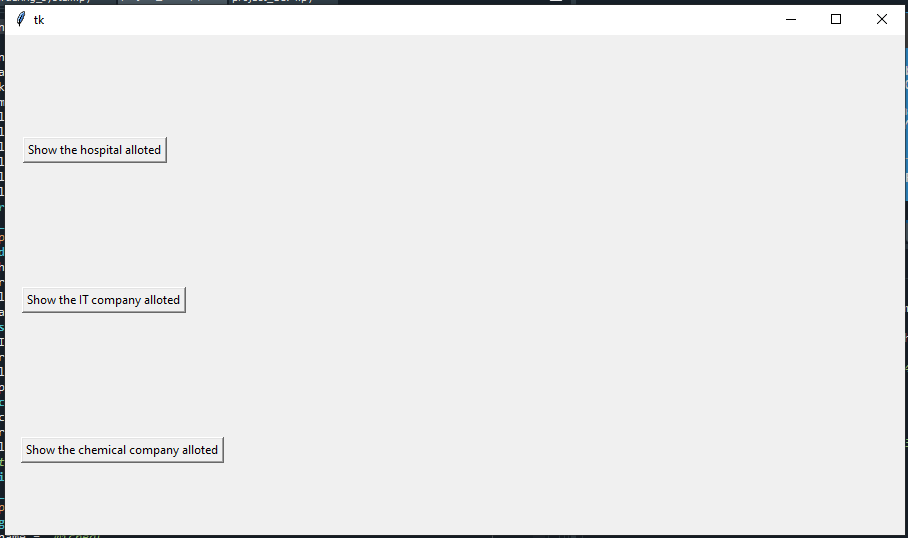 tk
Show the hospital alloted
Show the IT company alloted
Show the chemical company alloted